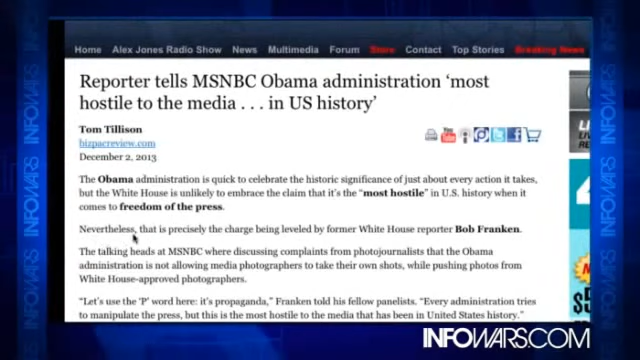 Home Alex Jones Radio Show News Multimedia Forum Store Contact Top Stories Breaking News
Reporter tells MSNBC Obama administration ‘most
hostile to the media . . . in US history’
Tom Tillison
bizpacreview.com
December 2, 2013
The Obama administration is quick to celebrate the historic significance of just about every action it takes,
but the White House is unlikely to embrace the claim that it's the “most hostile” in U.S. history when it
comes to freedom of the press.
Nevertheless, that is precisely the charge being leveled by former White House reporter Bob Franken.
The talking heads at MSNBC where discussing complaints from photojournalists that the Obama
administration is not allowing media photographers to take their own shots, while pushing photos from
White House-approved photographers.
“Let's use the ‘P’ word here: it's propaganda,” Franken told his fellow panelists. “Every administration tries
to manipulate the press, but this is the most hostile to the media that has been in United States history.”
INFOWARS
INFOWARS
INFOWARS
INFOWARS
INFOWARS.COM